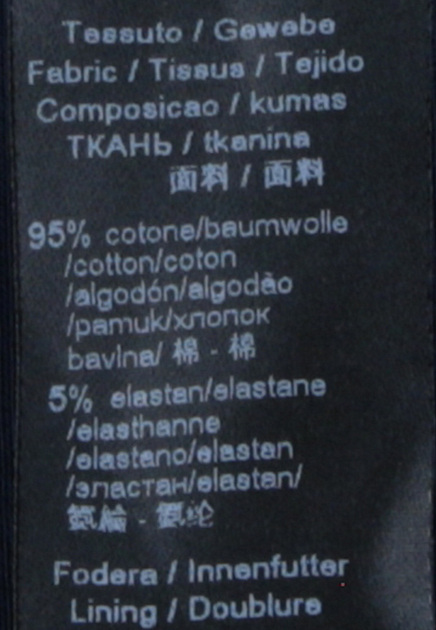 Tessuto / Gewebe
Fabric / Tissus / Tejido
Composicao / kumas
ТКАНЬ / tkanina
面料 / 面料
95% cotone/baumwolle
/cotton/coton
/algodón/algodão
/pamuk/хлопок
bavlna/ 棉 - 棉
5% elastan/elastane
/elasthanne
/elastano/elastan
/эластан/elastan/
氨綸 - 氨纶
Fodera / Innenfutter
Lining / Doublure